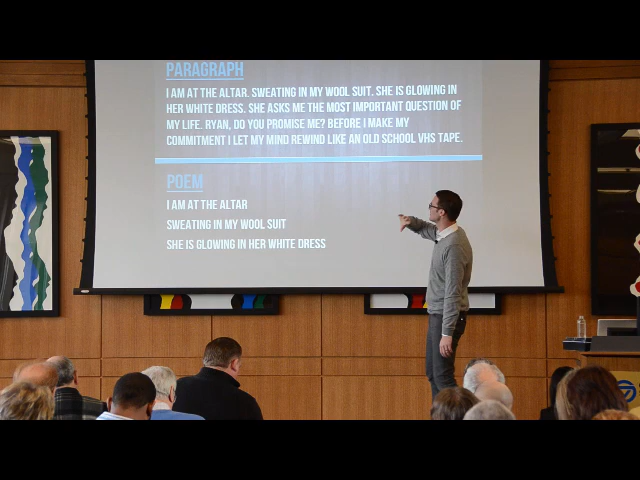 PARAGRAPH
I AM AT THE ALTAR. SWEATING IN MY WOOL SUIT. SHE IS GLOWING IN
HER WHITE DRESS. SHE ASKS ME THE MOST IMPORTANT QUESTION OF
MY LIFE. RYAN, DO YOU PROMISE ME? BEFORE I MAKE MY
COMMITMENT I LET MY MIND REWIND LIKE AN OLD SCHOOL VHS TAPE.
POEM
I AM AT THE ALTAR
SWEATING IN MY WOOL SUIT
SHE IS GLOWING IN HER WHITE DRESS